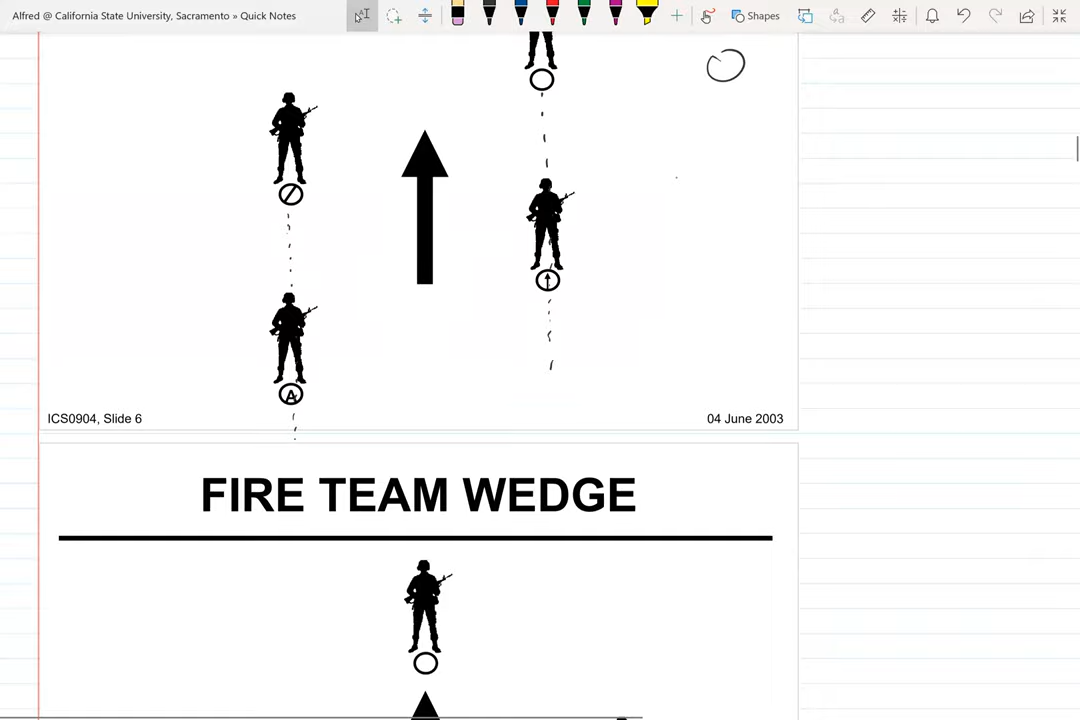 Alfred @ California State University, Sacramento » Quick Notes
Shapes
A
ICS0904, Slide 6
04 June 2003
FIRE TEAM WEDGE